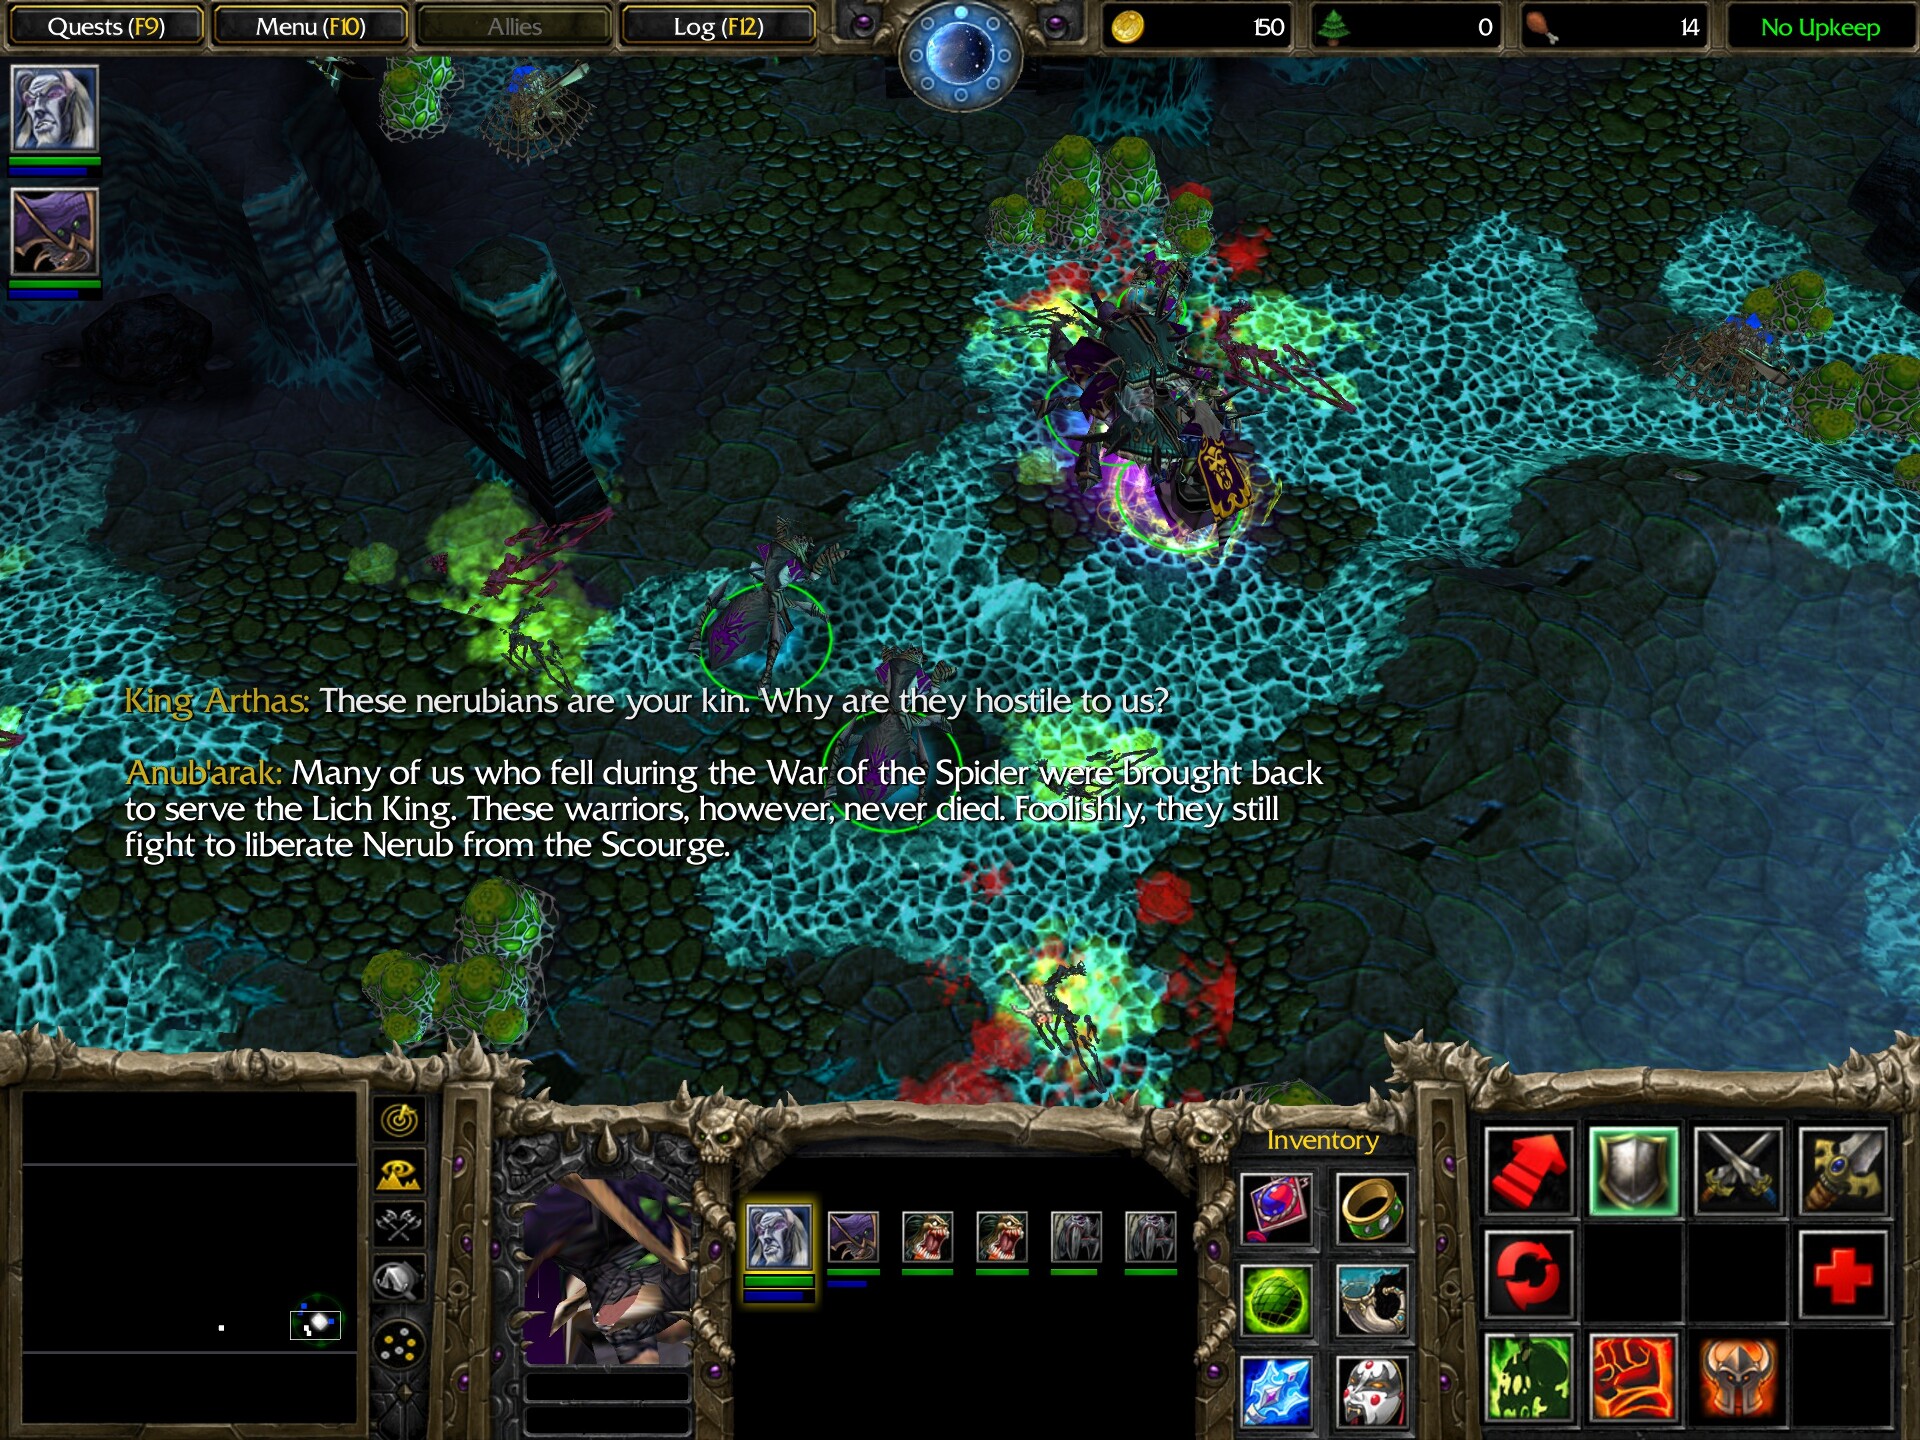 Quests (F9) Menu (F10) Allies Log (F12) 150 0 14 No Upkeep
King Arthas: These nerubians are your kin. Why are they hostile to us?
Anub'arak: Many of us who fell during the War of the Spider were brought back
to serve the Lich King. These warriors, however, never died. Foolishly, they still
fight to liberate Nerub from the Scourge.
Inventory